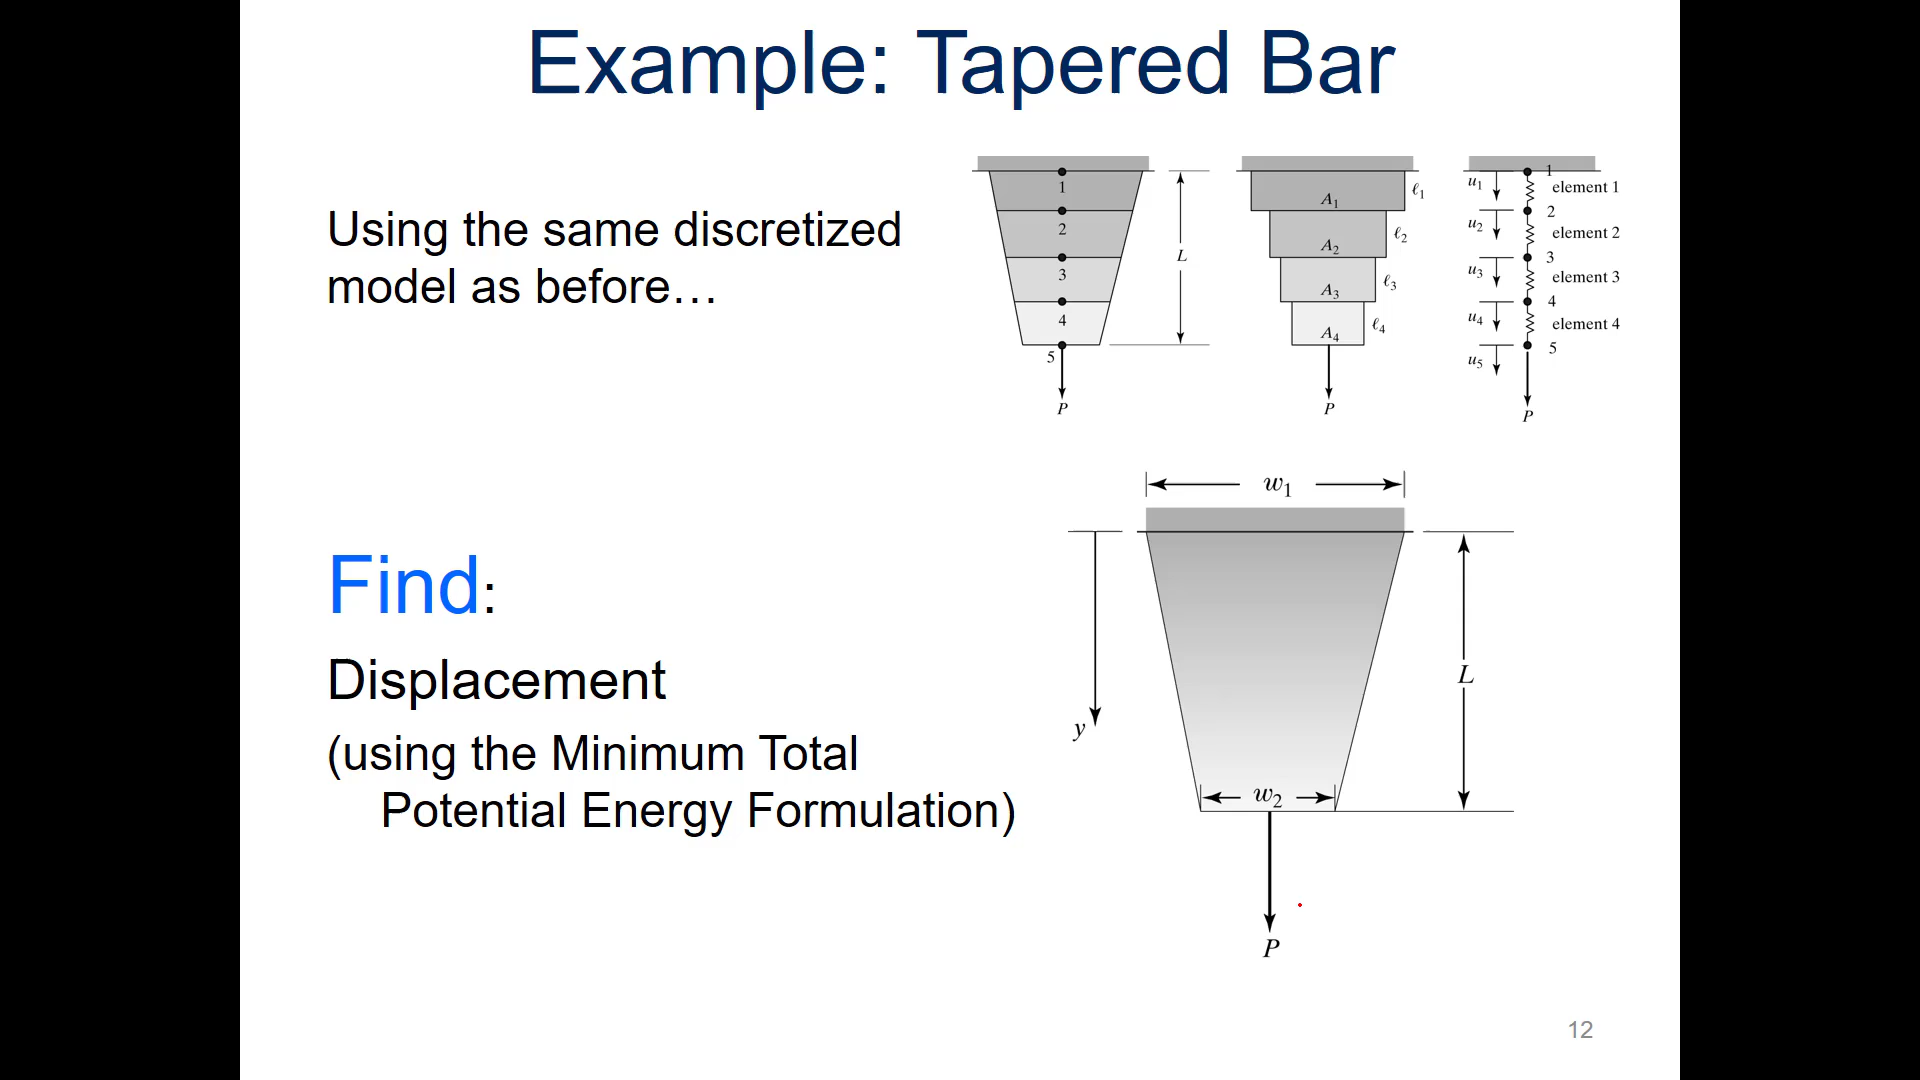 Example: Tapered Bar
Using the same discretized
model as before…
1
2
3
4
5
P
L
A1
A2
A3
A4
ℓ1
ℓ2
ℓ3
ℓ4
P
u1
u2
u3
u4
u5
1
element 1
2
element 2
3
element 3
4
element 4
5
P
Find:
Displacement
(using the Minimum Total
Potential Energy Formulation)
w1
y
L
w2
P
12